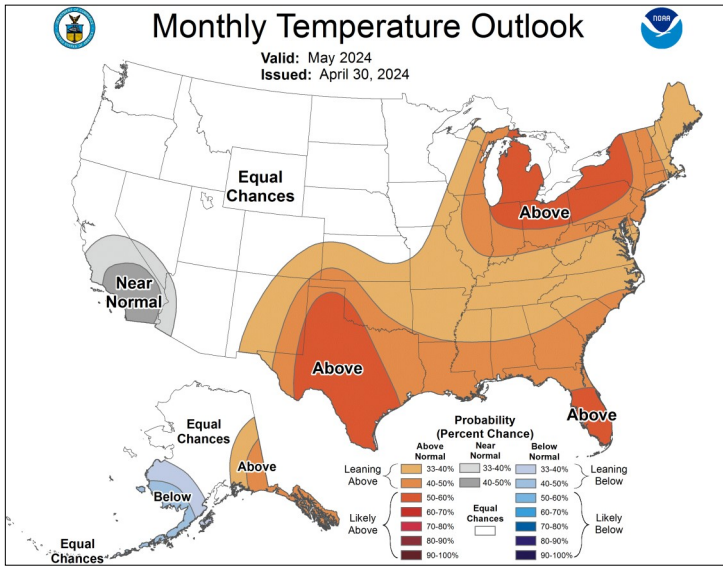 Monthly Temperature Outlook
NOAA
Valid: May 2024
Issued: April 30, 2024
Equal
Chances
Near
Normal
Above
Above
Above
Equal
Chances
Above
Below
Equal
Chances
Probability
(Percent Chance)
Above
Normal
Near
Normal
Below
Normal
Leaning
Above
33-40%
33-40%
33-40%
Leaning
Below
40-50%
40-50%
40-50%
50-60%
50-60%
Likely
Above
60-70%
Equal
Chances
60-70%
Likely
Below
70-80%
70-80%
80-90%
80-90%
90-100%
90-100%